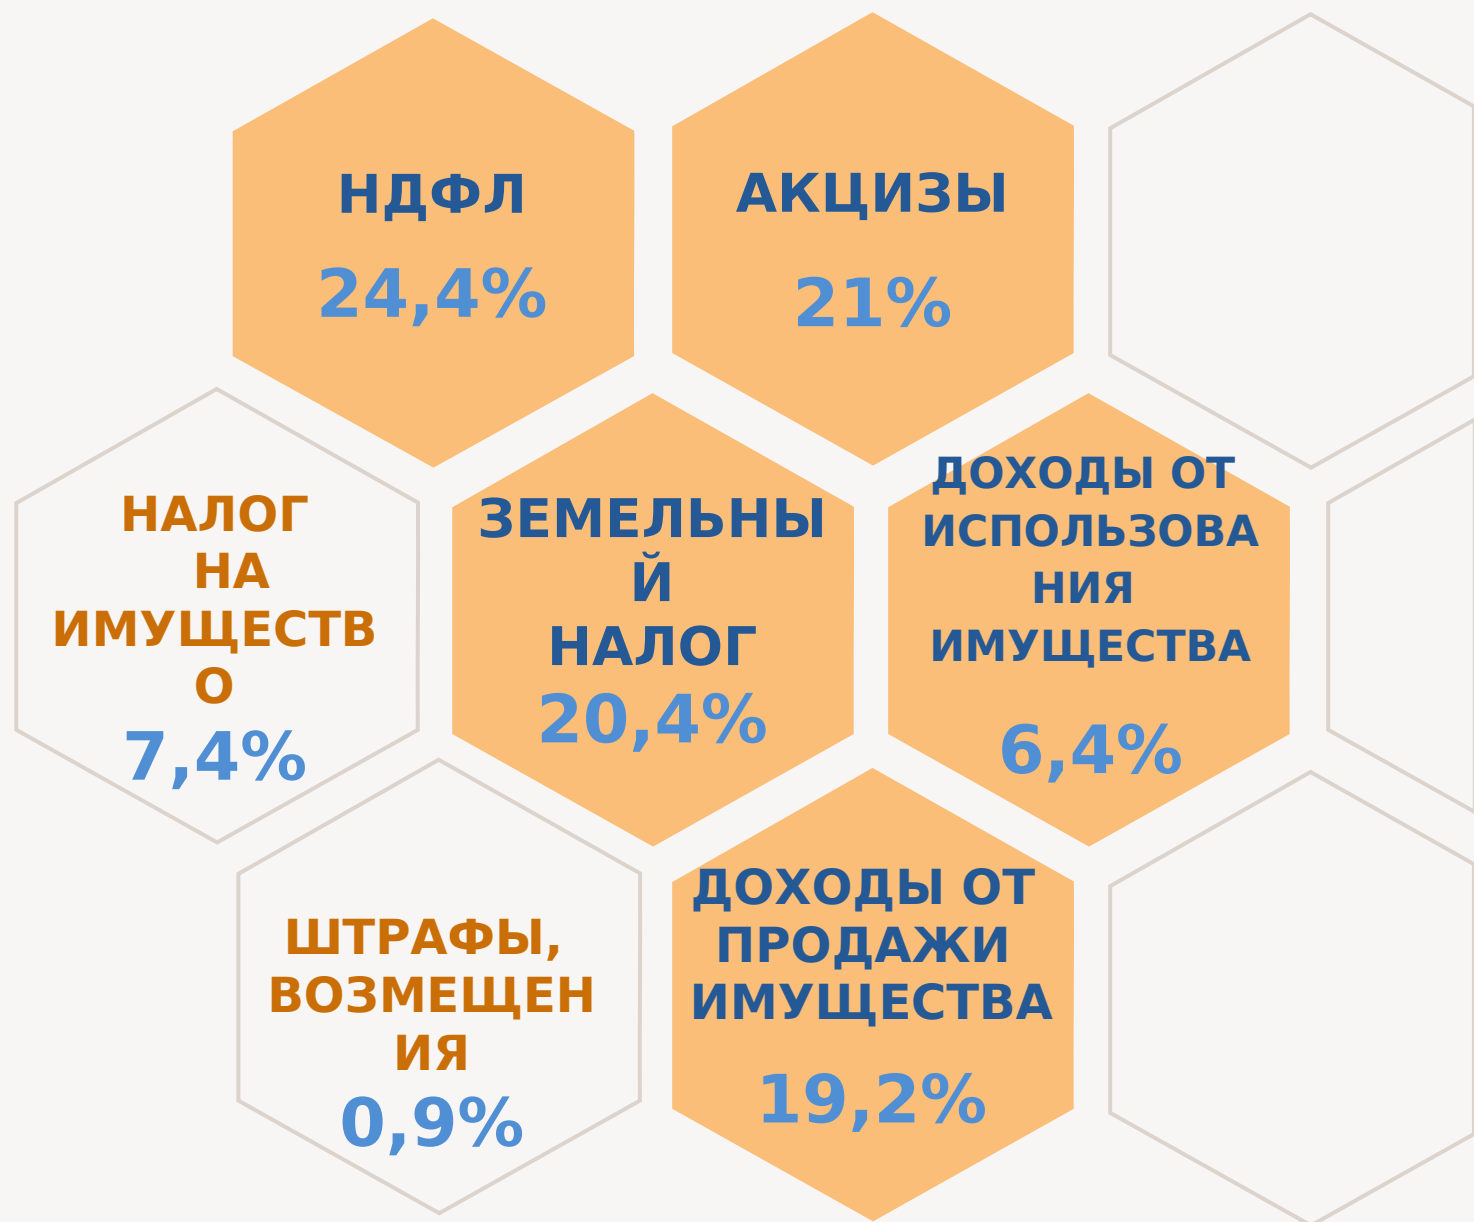 НДФЛ
24,4%
АКЦИЗЫ
21%
НАЛОГ
НА
ИМУЩЕСТВ
О
7,4%
ЗЕМЕЛЬНЫ
Й
НАЛОГ
20,4%
ДОХОДЫ ОТ
ИСПОЛЬЗОВА
НИЯ
ИМУЩЕСТВА
6,4%
ШТРАФЫ,
ВОЗМЕЩЕН
ИЯ
0,9%
ДОХОДЫ ОТ
ПРОДАЖИ
ИМУЩЕСТВА
19,2%